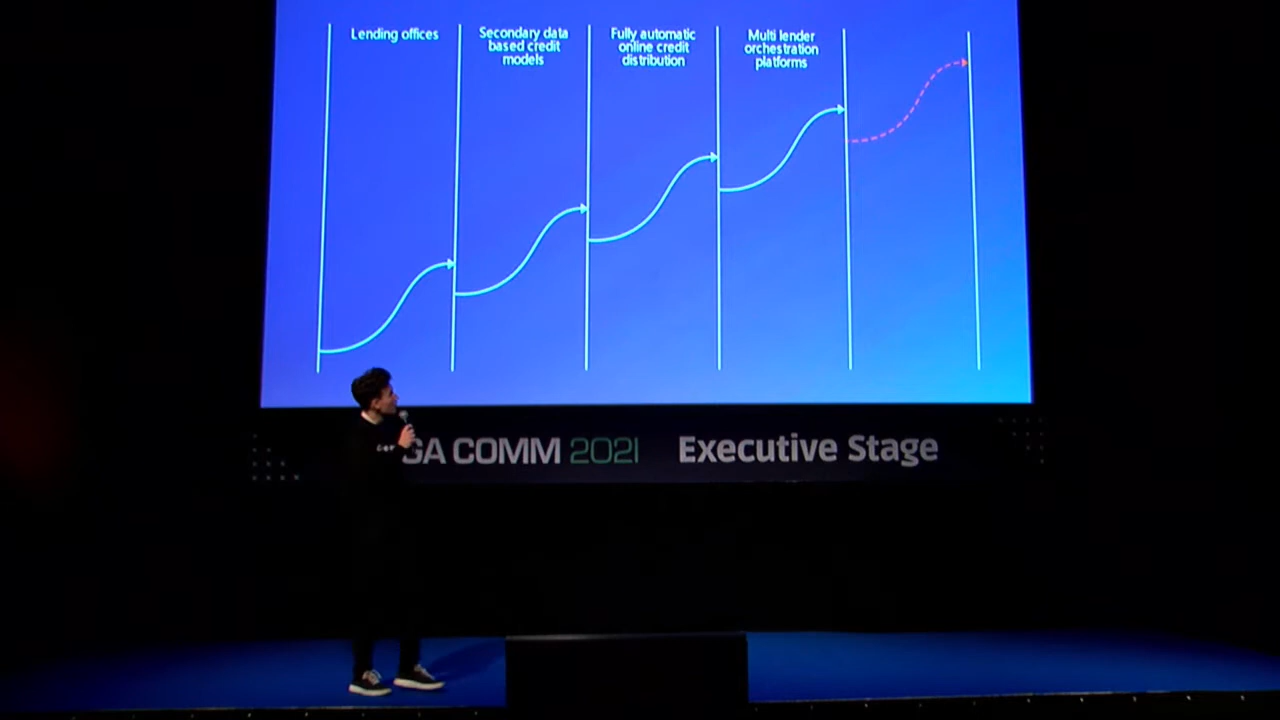 Lending offices
Secondary data
based credit
models
Fully automatic
online credit
distribution
Multi lender
orchestration
platforms
GA COMM 2021 Executive Stage